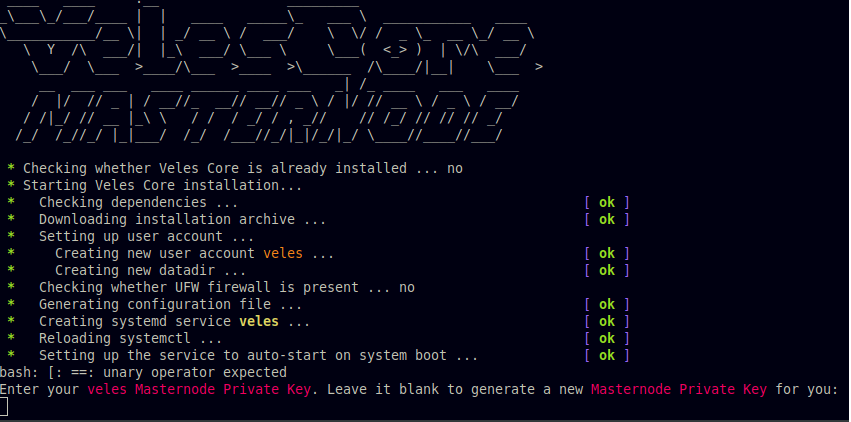 Veles Core
MASTERNODE
* Checking whether Veles Core is already installed ... no
* Starting Veles Core installation...
* Checking dependencies ... [ ok ]
* Downloading installation archive ... [ ok ]
* Setting up user account ...
* Creating new user account veles ... [ ok ]
* Creating new datadir ... [ ok ]
* Checking whether UFW firewall is present ... no
* Generating configuration file ... [ ok ]
* Creating systemd service veles ... [ ok ]
* Reloading systemctl ... [ ok ]
* Setting up the service to auto-start on system boot ... [ ok ]
bash: [: ==: unary operator expected
Enter your veles Masternode Private Key. Leave it blank to generate a new Masternode Private Key for you: